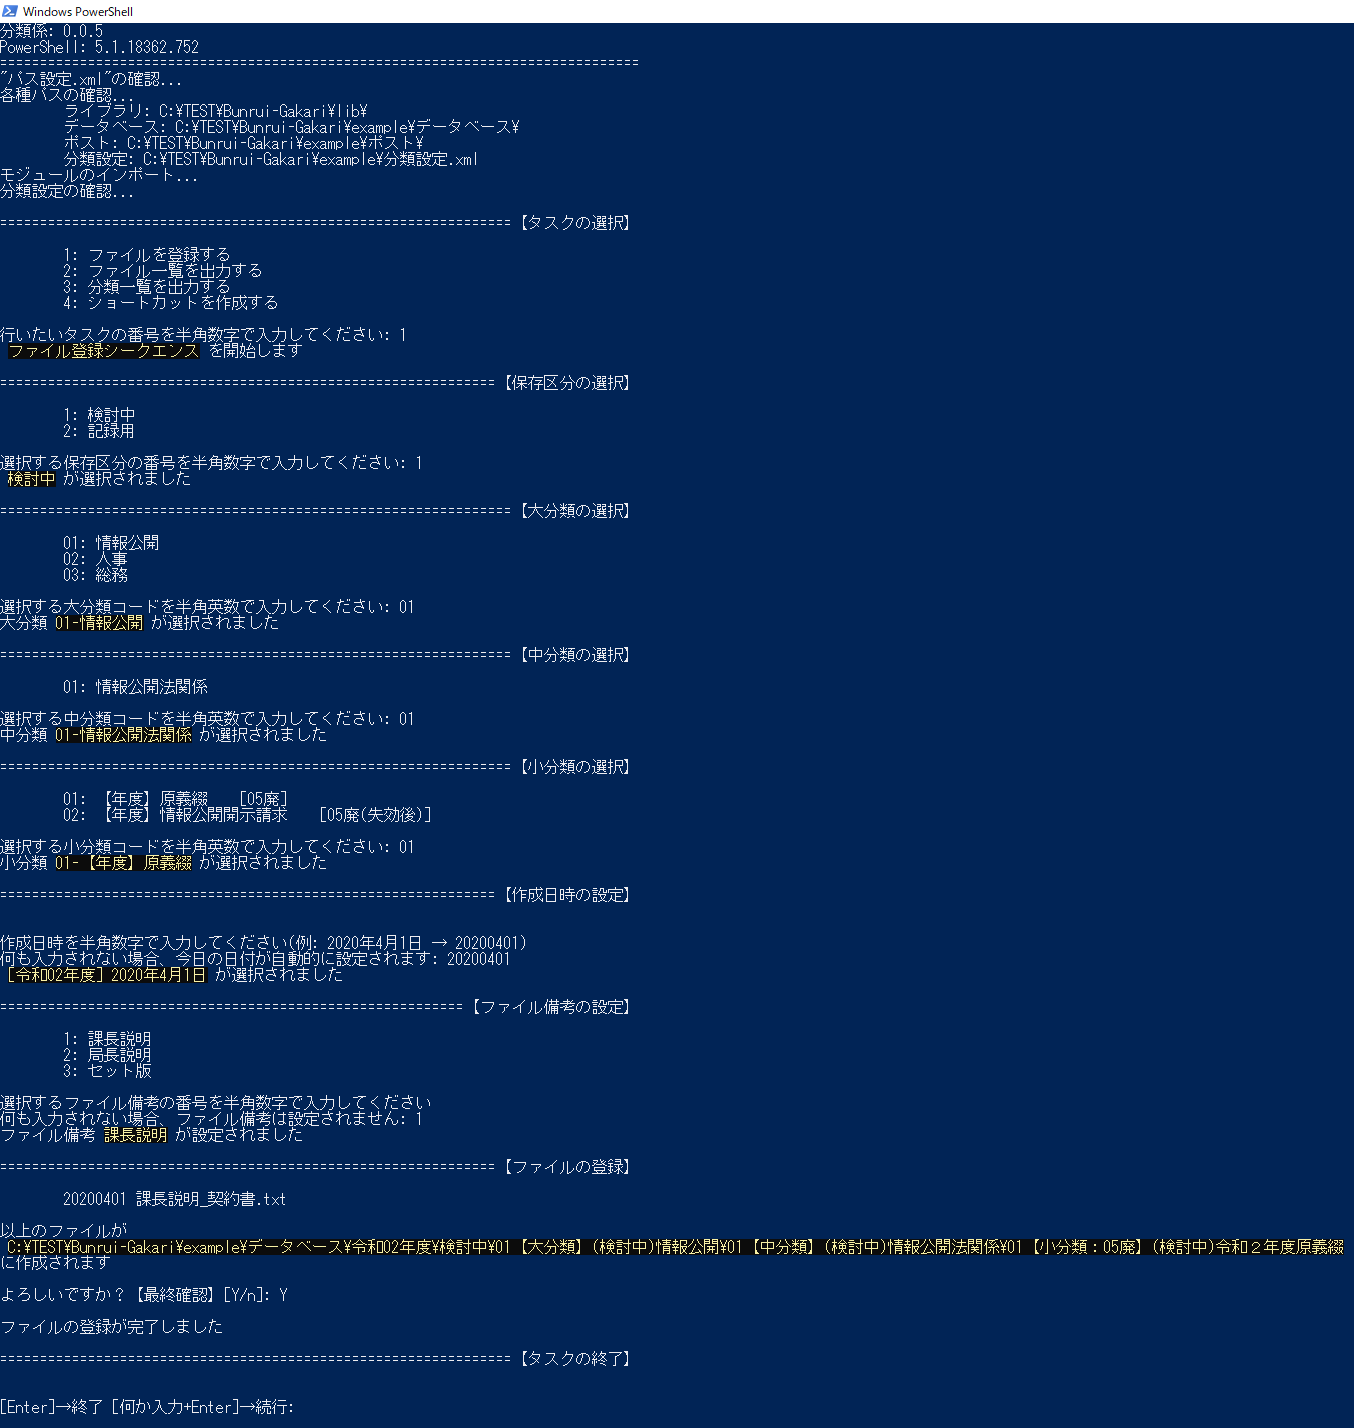 Windows PowerShell
分類係: 0.0.5
PowerShell: 5.1.18362.752
================================================================================
"パス設定.xml"の確認...
各種パスの確認...
ライブラリ: C:¥TEST¥Bunrui-Gakari¥lib¥
データベース: C:¥TEST¥Bunrui-Gakari¥example¥データベース¥
ポスト: C:¥TEST¥Bunrui-Gakari¥example¥ポスト¥
分類設定: C:¥TEST¥Bunrui-Gakari¥example¥分類設定.xml
モジュールのインポート...
分類設定の確認...
================================================================【タスクの選択】
1: ファイルを登録する
2: ファイル一覧を出力する
3: 分類一覧を出力する
4: ショートカットを作成する
行いたいタスクの番号を半角数字で入力してください: 1
ファイル登録シークエンス を開始します
==============================================================【保存区分の選択】
1: 検討中
2: 記録用
選択する保存区分の番号を半角数字で入力してください: 1
検討中 が選択されました
================================================================【大分類の選択】
01: 情報公開
02: 人事
03: 総務
選択する大分類コードを半角英数で入力してください: 01
大分類 01-情報公開 が選択されました
================================================================【中分類の選択】
01: 情報公開法関係
選択する中分類コードを半角英数で入力してください: 01
中分類 01-情報公開法関係 が選択されました
================================================================【小分類の選択】
01: 【年度】原義綴　 [05廃]
02: 【年度】情報公開開示請求　 [05廃(失効後)]
選択する小分類コードを半角英数で入力してください: 01
小分類 01-【年度】原義綴 が選択されました
==============================================================【作成日時の設定】
作成日時を半角数字で入力してください(例: 2020年4月1日 → 20200401)
何も入力されない場合、今日の日付が自動的に設定されます: 20200401
[令和02年度] 2020年4月1日 が選択されました
==========================================================【ファイル備考の設定】
1: 課長説明
2: 局長説明
3: セット版
選択するファイル備考の番号を半角数字で入力してください
何も入力されない場合、ファイル備考は設定されません: 1
ファイル備考 課長説明 が設定されました
==============================================================【ファイルの登録】
20200401 課長説明_契約書.txt
以上のファイルが
C:¥TEST¥Bunrui-Gakari¥example¥データベース¥令和02年度¥検討中¥01【大分類】(検討中)情報公開¥01【中分類】(検討中)情報公開法関係¥01【小分類：05廃】(検討中)令和２年度原義綴
に作成されます
よろしいですか？【最終確認】[Y/n]: Y
ファイルの登録が完了しました
================================================================【タスクの終了】
[Enter]→終了 [何か入力+Enter]→続行: